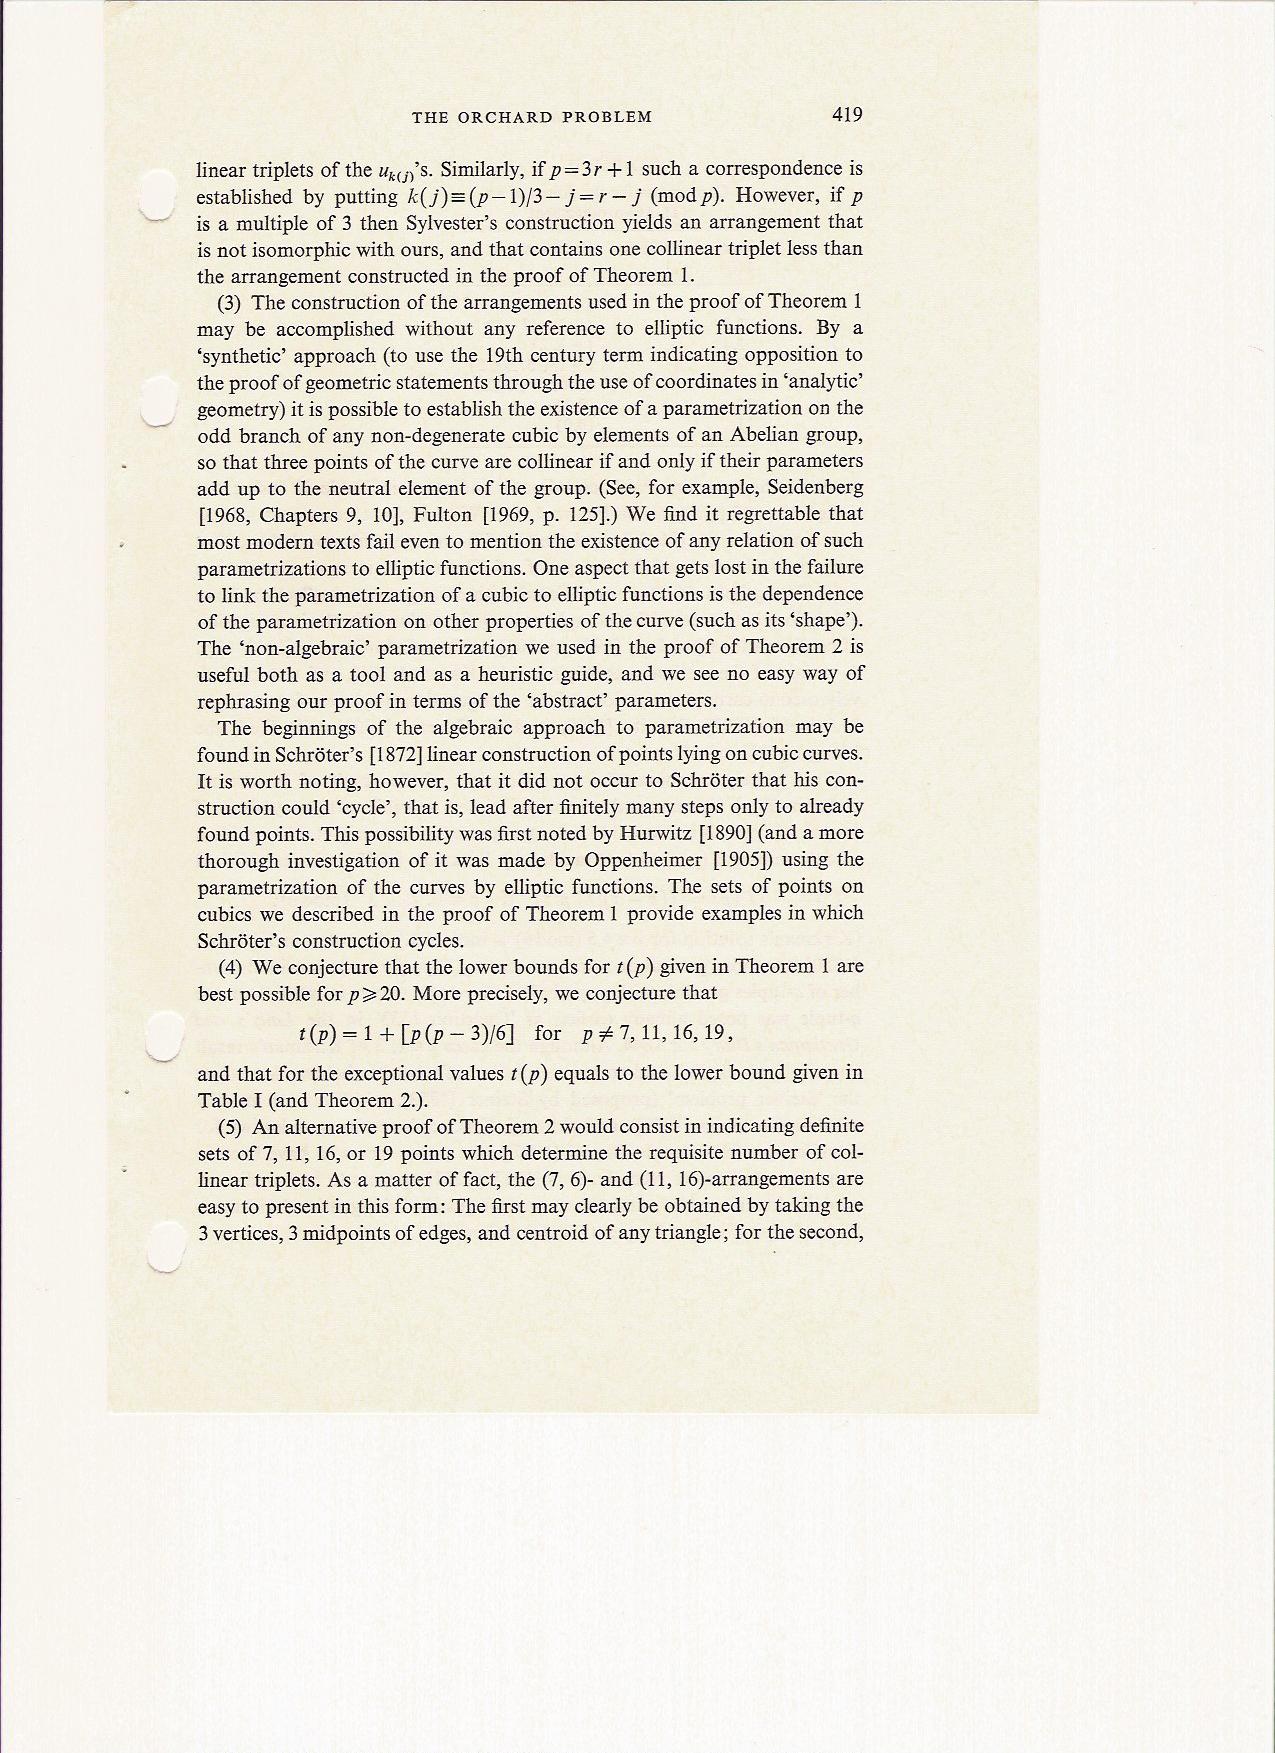 THE ORCHARD PROBLEM 419
linear triplets of the u_{k(j)}'s. Similarly, if p=3r+1 such a correspondence is
established by putting k(j)≡(p−1)/3−j=r−j (mod p). However, if p
is a multiple of 3 then Sylvester's construction yields an arrangement that
is not isomorphic with ours, and that contains one collinear triplet less than
the arrangement constructed in the proof of Theorem 1.
(3) The construction of the arrangements used in the proof of Theorem 1
may be accomplished without any reference to elliptic functions. By a
'synthetic' approach (to use the 19th century term indicating opposition to
the proof of geometric statements through the use of coordinates in 'analytic'
geometry) it is possible to establish the existence of a parametrization on the
odd branch of any non-degenerate cubic by elements of an Abelian group,
so that three points of the curve are collinear if and only if their parameters
add up to the neutral element of the group. (See, for example, Seidenberg
[1968, Chapters 9, 10], Fulton [1969, p. 125].) We find it regrettable that
most modern texts fail even to mention the existence of any relation of such
parametrizations to elliptic functions. One aspect that gets lost in the failure
to link the parametrization of a cubic to elliptic functions is the dependence
of the parametrization on other properties of the curve (such as its 'shape').
The 'non-algebraic' parametrization we used in the proof of Theorem 2 is
useful both as a tool and as a heuristic guide, and we see no easy way of
rephrasing our proof in terms of the 'abstract' parameters.
The beginnings of the algebraic approach to parametrization may be
found in Schröter's [1872] linear construction of points lying on cubic curves.
It is worth noting, however, that it did not occur to Schröter that his con-
struction could 'cycle', that is, lead after finitely many steps only to already
found points. This possibility was first noted by Hurwitz [1890] (and a more
thorough investigation of it was made by Oppenheimer [1905]) using the
parametrization of the curves by elliptic functions. The sets of points on
cubics we described in the proof of Theorem 1 provide examples in which
Schröter's construction cycles.
(4) We conjecture that the lower bounds for t(p) given in Theorem 1 are
best possible for p⩾20. More precisely, we conjecture that
t(p) = 1 + [p(p − 3)/6] for p ≠ 7, 11, 16, 19,
and that for the exceptional values t(p) equals to the lower bound given in
Table I (and Theorem 2.).
(5) An alternative proof of Theorem 2 would consist in indicating definite
sets of 7, 11, 16, or 19 points which determine the requisite number of col-
linear triplets. As a matter of fact, the (7, 6)- and (11, 16)-arrangements are
easy to present in this form: The first may clearly be obtained by taking the
3 vertices, 3 midpoints of edges, and centroid of any triangle; for the second,